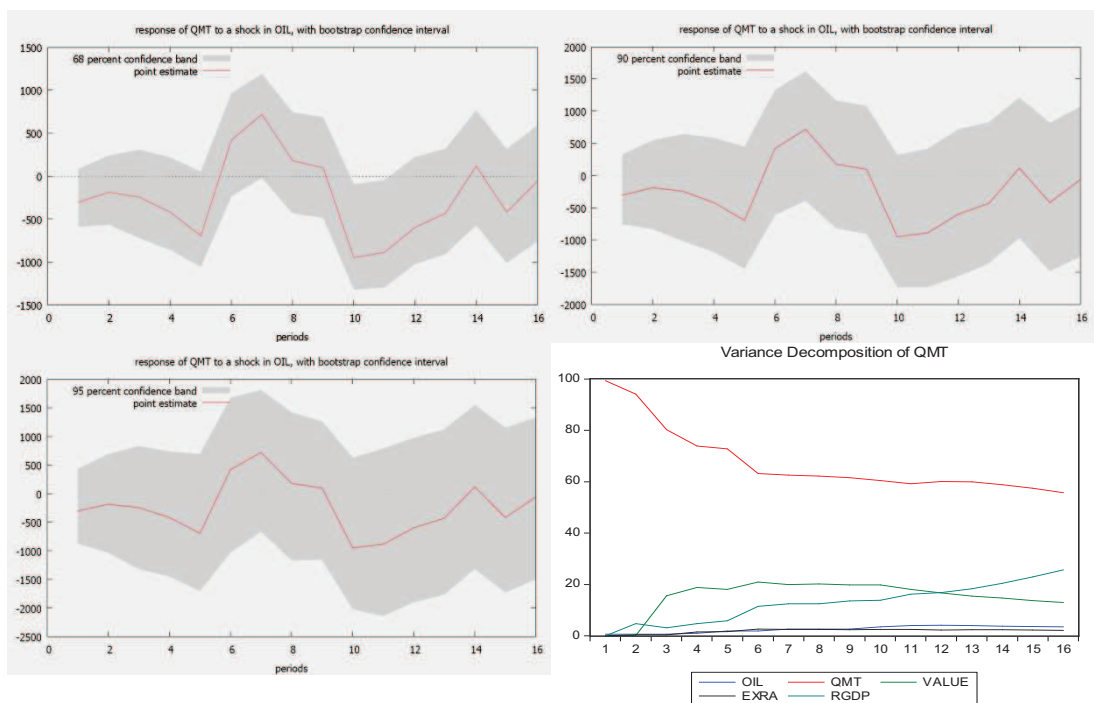 response of QMT to a shock in OIL, with bootstrap confidence interval
1500
68 percent confidence band
point estimate
1000
500
0
-500
-1000
-1500
0 2 4 6 8 10 12 14 16
periods
response of QMT to a shock in OIL, with bootstrap confidence interval
2000
90 percent confidence band
point estimate
1500
1000
500
0
-500
-1000
-1500
-2000
0 2 4 6 8 10 12 14 16
periods
response of QMT to a shock in OIL, with bootstrap confidence interval
2000
95 percent confidence band
point estimate
1500
1000
500
0
-500
-1000
-1500
-2000
-2500
0 2 4 6 8 10 12 14 16
periods
Variance Decomposition of QMT
100
80
60
40
20
0
1 2 3 4 5 6 7 8 9 10 11 12 13 14 15 16
OIL QMT VALUE
EXRA RGDP